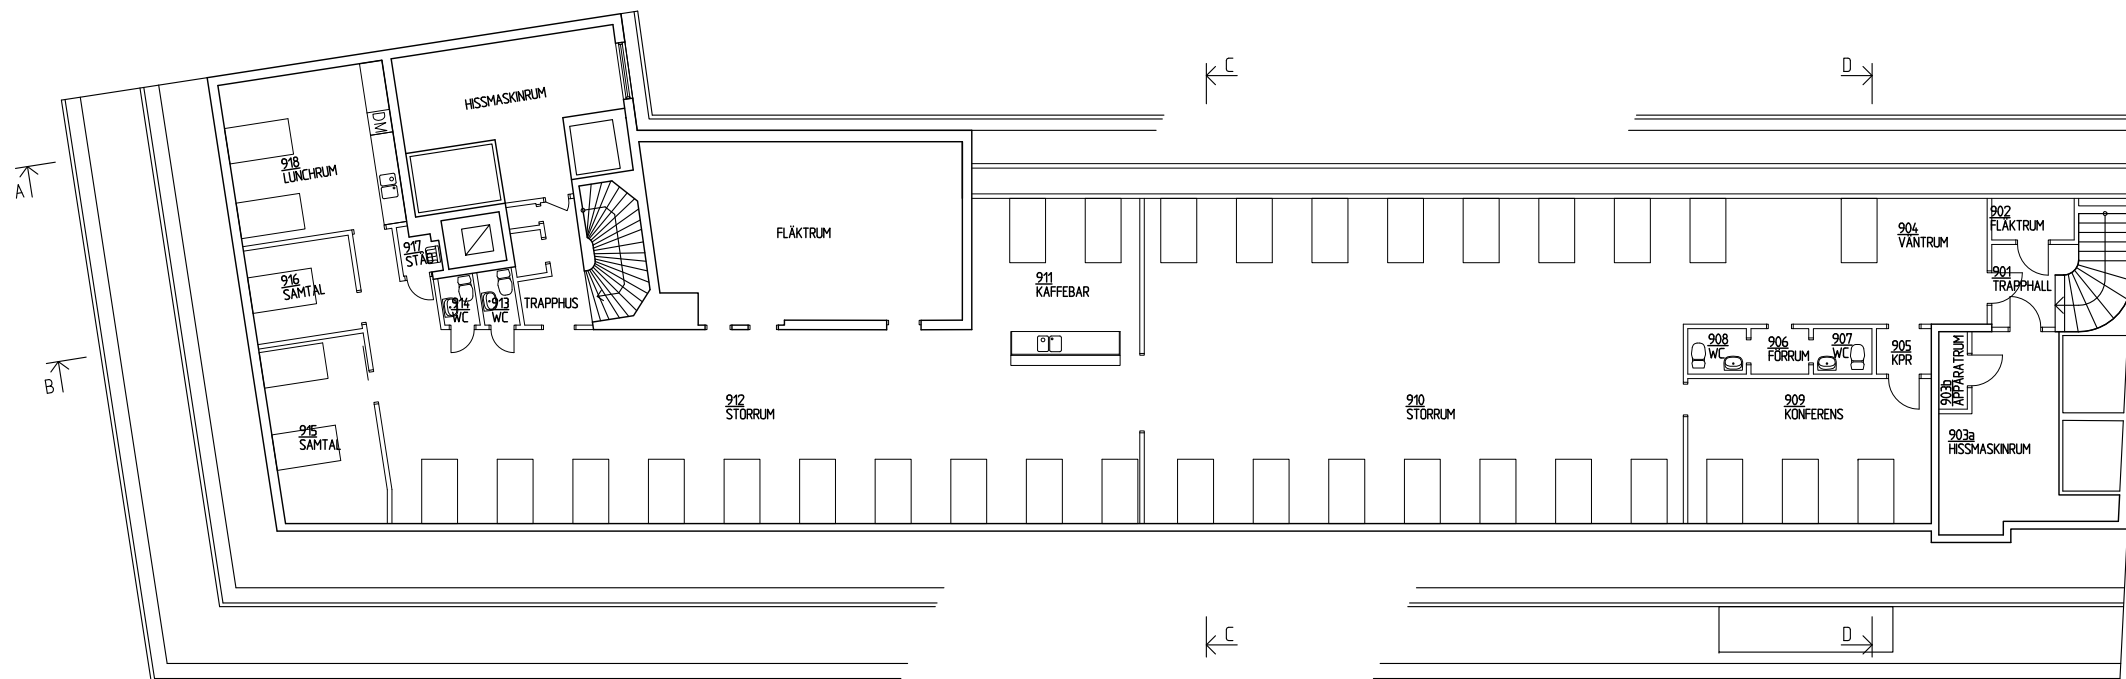 C
D
HISSMASKINRUM
DM
918
LUNCHRUM
A
902
FLÄKTRUM
904
VÄNTRUM
FLÄKTRUM
917
STÄD
901
TRAPPHALL
916
SAMTAL
911
KAFFEBAR
914
WC
913
WC
TRAPPHUS
908
WC
906
FÖRRUM
907
WC
905
KPR
B
903b
APPARATRUM
912
STORRUM
910
STORRUM
909
KONFERENS
915
SAMTAL
903a
HISSMASKINRUM
C
D